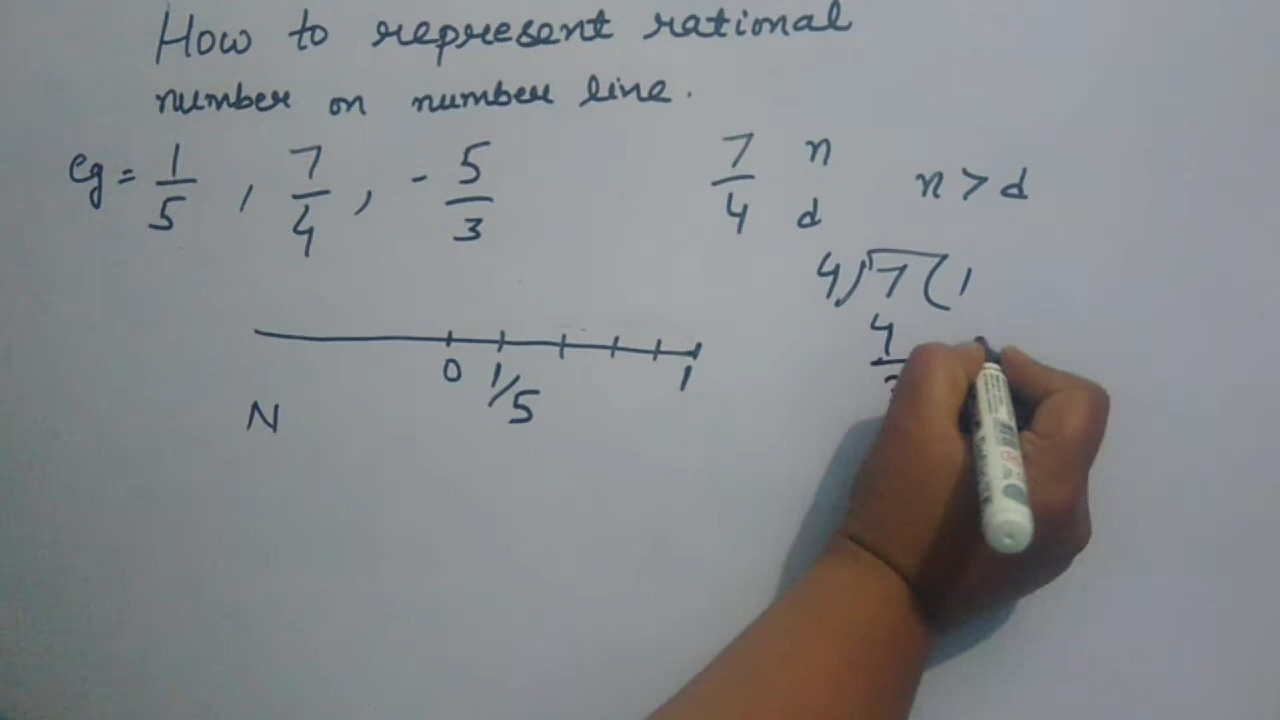 How to represent rational
number on number line.
eg = 1/5 , 7/4 , - 5/3
7/4 n d n > d
4)7(1
4
0 1/5 1
N